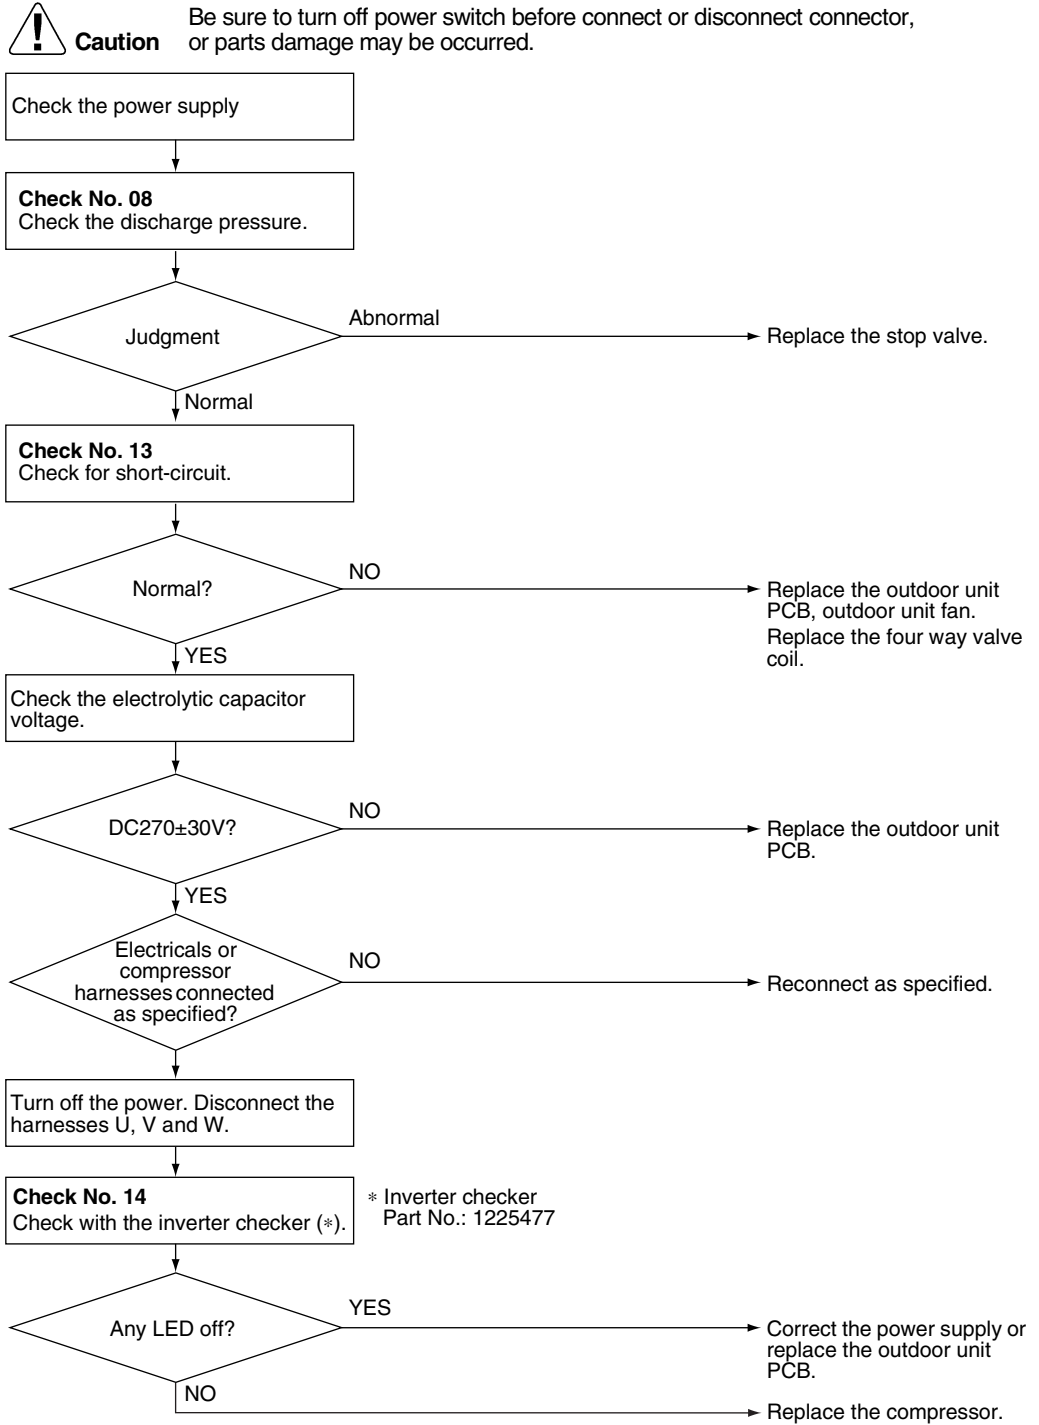 Be sure to turn off power switch before connect or disconnect connector,
Caution or parts damage may be occurred.
Check the power supply
Check No. 08
Check the discharge pressure.
Judgment
Abnormal
Replace the stop valve.
Normal
Check No. 13
Check for short-circuit.
Normal?
NO
Replace the outdoor unit
PCB, outdoor unit fan.
Replace the four way valve
coil.
YES
Check the electrolytic capacitor
voltage.
DC270±30V?
NO
Replace the outdoor unit
PCB.
YES
Electricals or
compressor
harnesses connected
as specified?
NO
Reconnect as specified.
Turn off the power. Disconnect the
harnesses U, V and W.
Check No. 14
Check with the inverter checker (*).
* Inverter checker
Part No.: 1225477
Any LED off?
YES
Correct the power supply or
replace the outdoor unit
PCB.
NO
Replace the compressor.